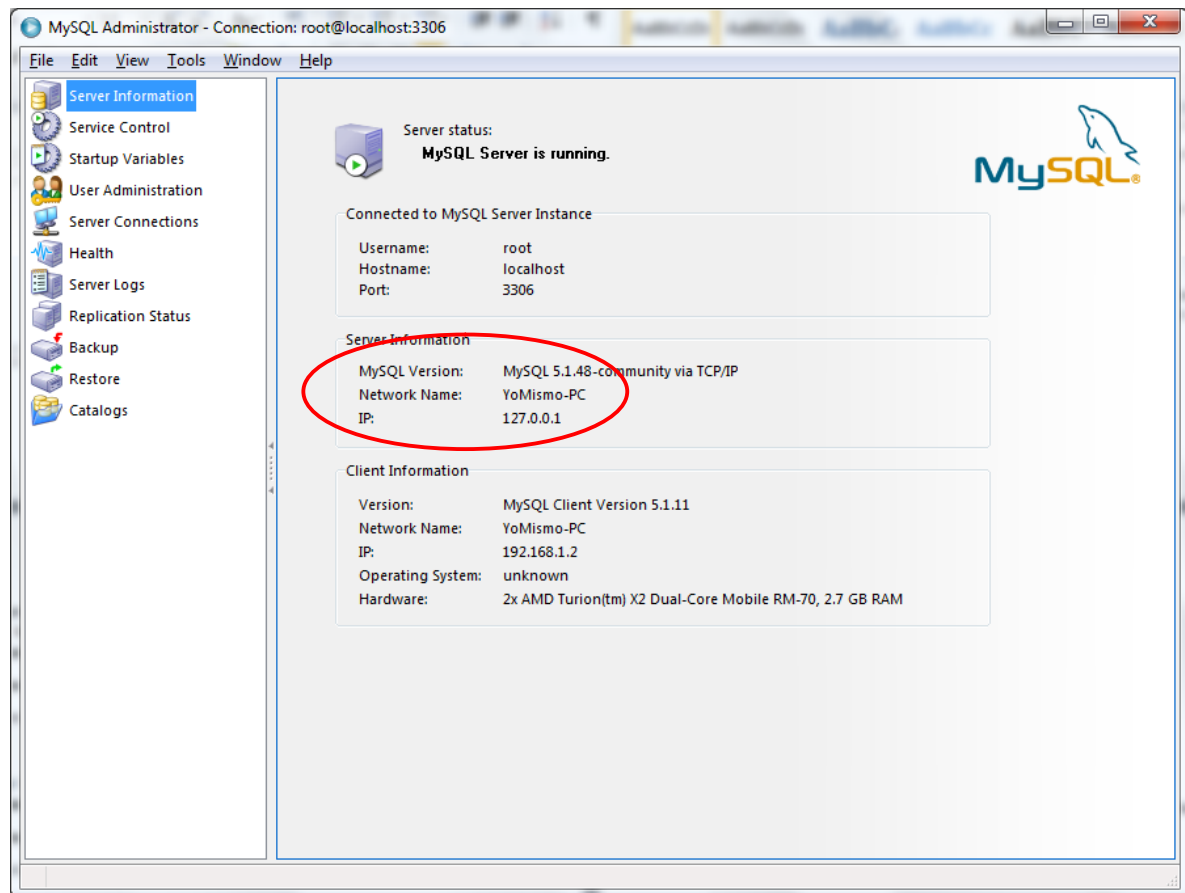 MySQL Administrator - Connection: root@localhost:3306
File Edit View Tools Window Help
Server Information
Service Control
Startup Variables
User Administration
Server Connections
Health
Server Logs
Replication Status
Backup
Restore
Catalogs
Server status:
MySQL Server is running.
MySQL®
Connected to MySQL Server Instance
Username: root
Hostname: localhost
Port: 3306
Server Information
MySQL Version: MySQL 5.1.48-community via TCP/IP
Network Name: YoMismo-PC
IP: 127.0.0.1
Client Information
Version: MySQL Client Version 5.1.11
Network Name: YoMismo-PC
IP: 192.168.1.2
Operating System: unknown
Hardware: 2x AMD Turion(tm) X2 Dual-Core Mobile RM-70, 2.7 GB RAM